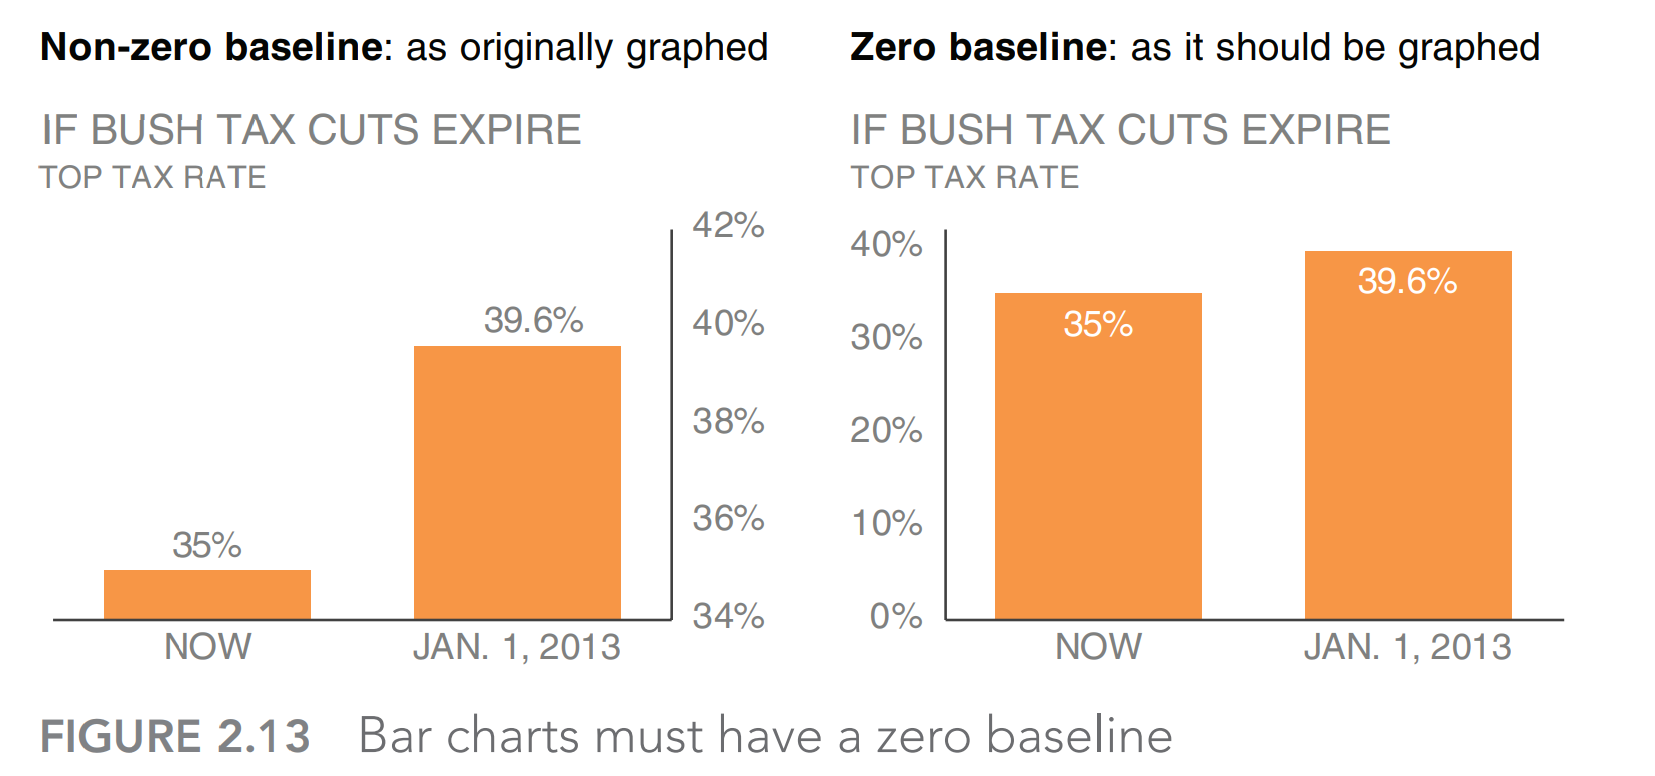 Non-zero baseline: as originally graphed
IF BUSH TAX CUTS EXPIRE
TOP TAX RATE
42%
40%
38%
36%
34%
39.6%
35%
NOW
JAN. 1, 2013
Zero baseline: as it should be graphed
IF BUSH TAX CUTS EXPIRE
TOP TAX RATE
40%
30%
20%
10%
0%
35%
39.6%
NOW
JAN. 1, 2013
FIGURE 2.13 Bar charts must have a zero baseline